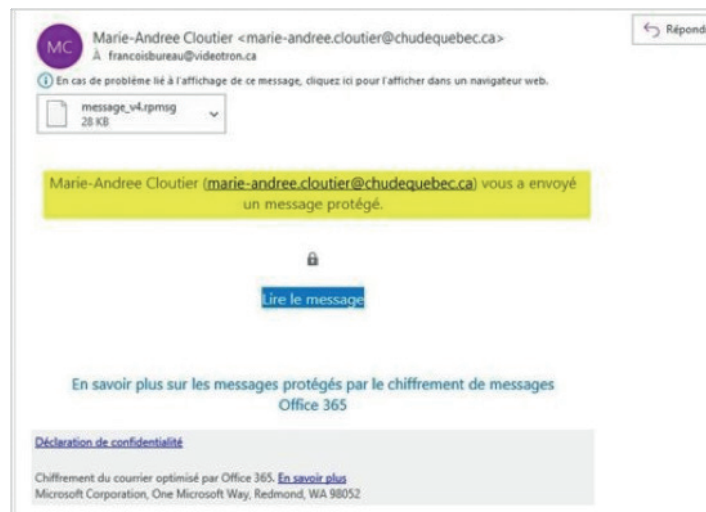 MC
Marie-Andree Cloutier <marie-andree.cloutier@chudequebec.ca>
À francoisbureau@videotron.ca
Répond
En cas de problème lié à l'affichage de ce message, cliquez ici pour l'afficher dans un navigateur web.
message_v4.rpmsg
28 KB
Marie-Andree Cloutier (marie-andree.cloutier@chudequebec.ca) vous a envoyé
un message protégé.
Lire le message
En savoir plus sur les messages protégés par le chiffrement de messages
Office 365
Déclaration de confidentialité
Chiffrement du courrier optimisé par Office 365. En savoir plus
Microsoft Corporation, One Microsoft Way, Redmond, WA 98052